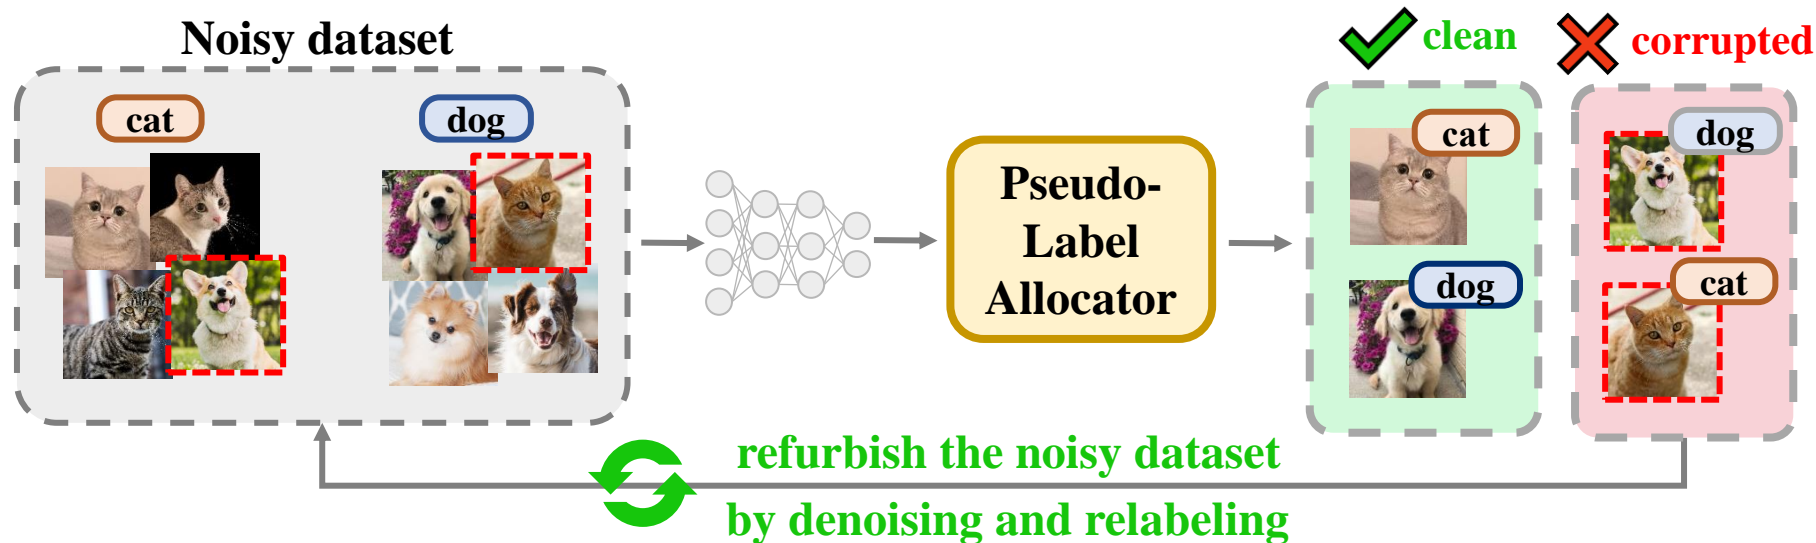 Noisy dataset
cat
dog
Pseudo-
Label
Allocator
clean
cat
dog
corrupted
dog
cat
refurbish the noisy dataset
by denoising and relabeling